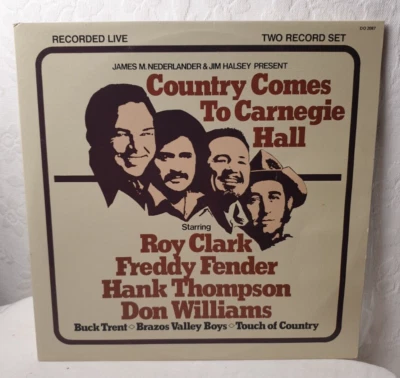 RECORDED LIVE
TWO RECORD SET
JAMES M. NEDERLANDER & JIM HALSEY PRESENT
Country Comes
To Carnegie
Hall
Starring
Roy Clark
Freddy Fender
Hank Thompson
Don Williams
Buck Trent ◇ Brazos Valley Boys ◇ Touch of Country